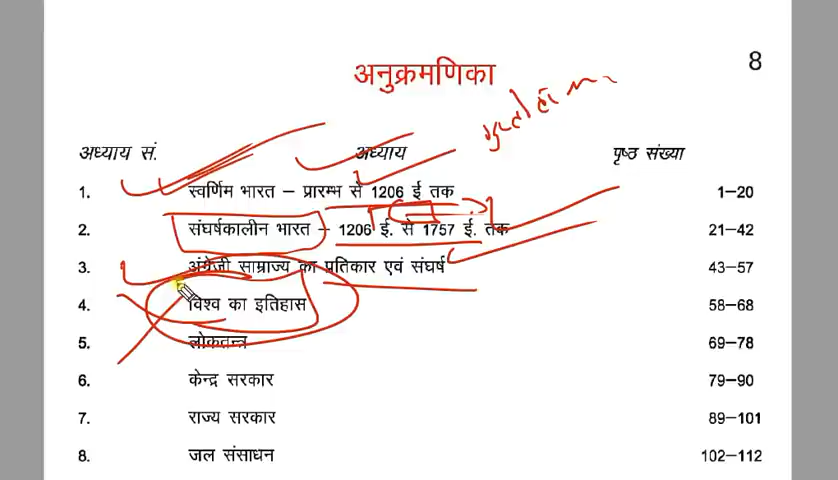 8
अनुक्रमणिका
अध्याय सं. अध्याय पृष्ठ संख्या
1. स्वर्णिम भारत – प्रारम्भ से 1206 ई तक 1–20
2. संघर्षकालीन भारत – 1206 ई. से 1757 ई. तक 21–42
3. अंग्रेजी साम्राज्य का प्रतिकार एवं संघर्ष 43–57
4. विश्व का इतिहास 58–68
5. लोकतन्त्र 69–78
6. केन्द्र सरकार 79–90
7. राज्य सरकार 89–101
8. जल संसाधन 102–112